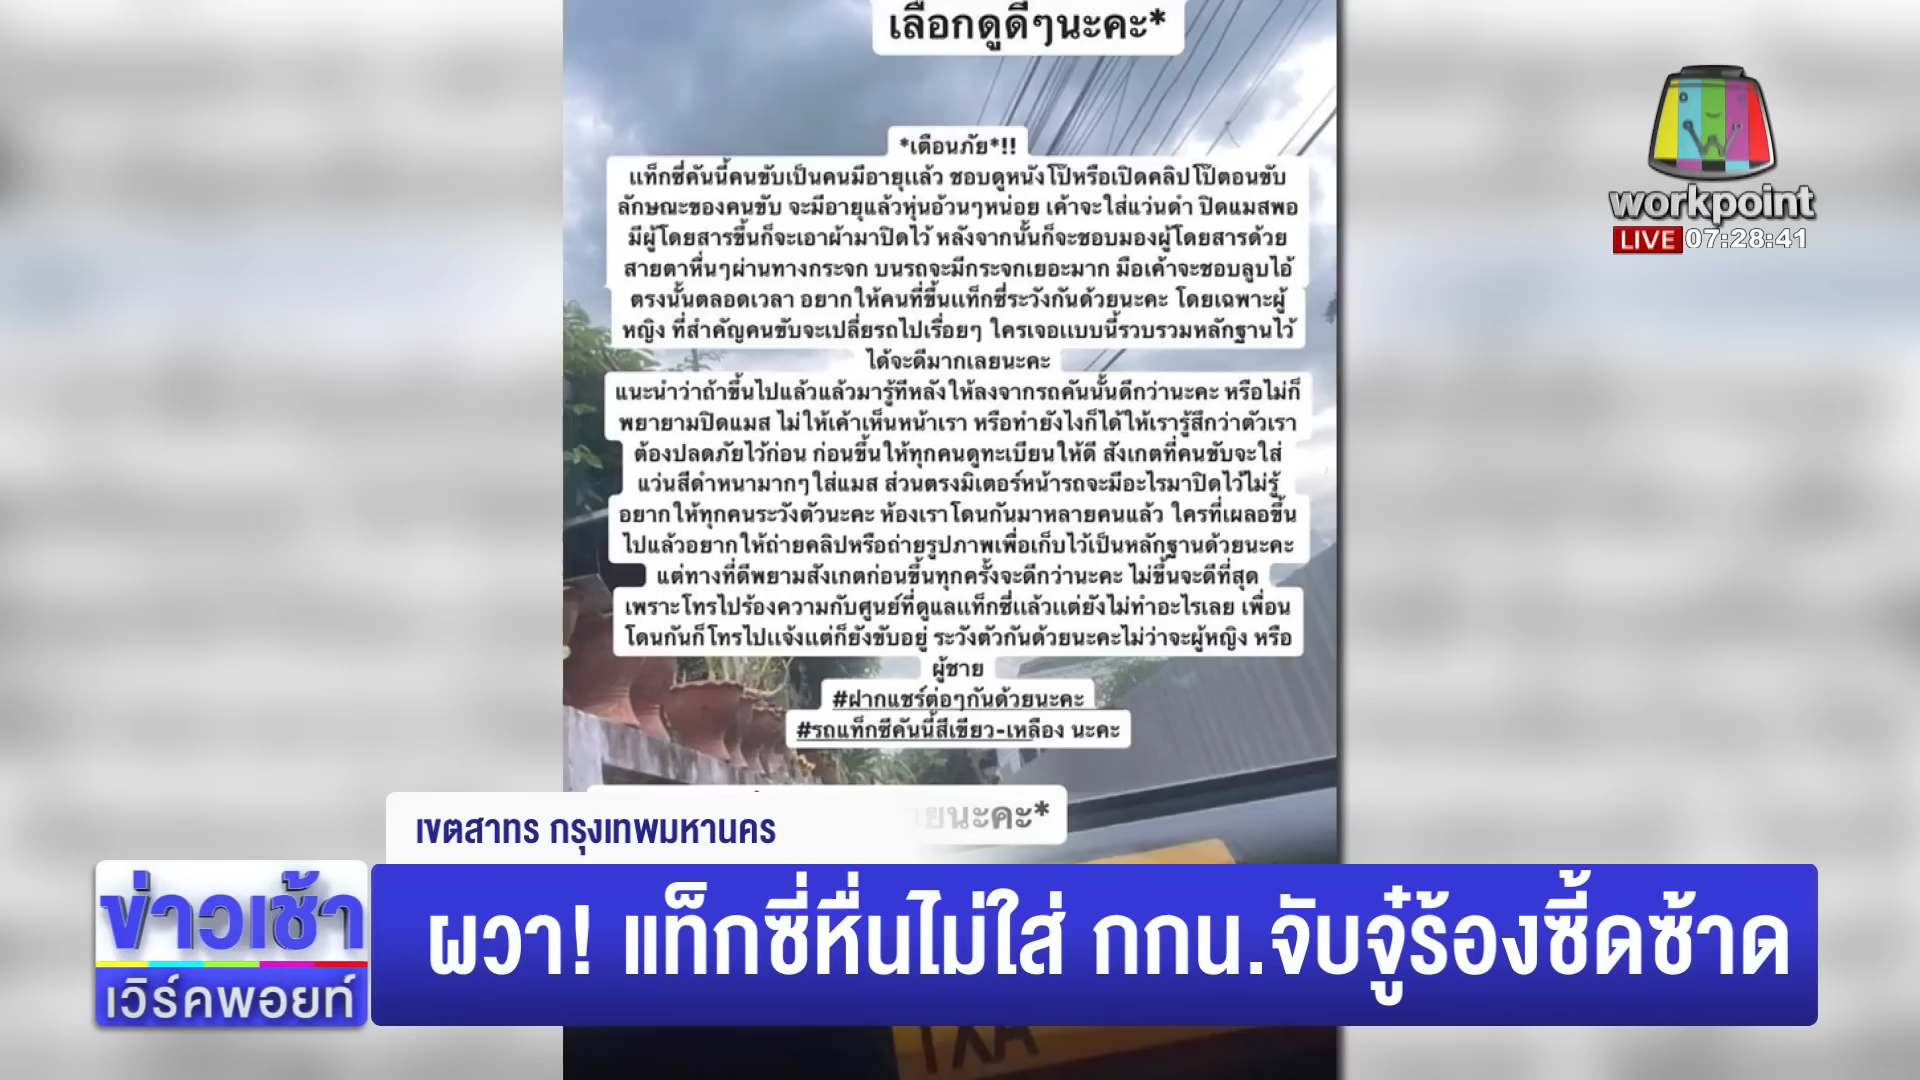 เลือกดูดีๆนะคะ*
workpoint
LIVE 07:28:41
*เตือนภัย*!!
แท็กซี่คันนี้คนขับเป็นคนมีอายุแล้ว ชอบดูหนังโป๊หรือเปิดคลิปโป๊ตอนขับ
ลักษณะของคนขับ จะมีอายุแล้วหุ่นอ้วนๆหน่อย เค้าจะใส่แว่นดำ ปิดแมสพอ
มีผู้โดยสารขึ้นก็จะเอาผ้ามาปิดไว้ หลังจากนั้นก็จะชอบมองผู้โดยสารด้วย
สายตาหื่นๆผ่านทางกระจก บนรถจะมีกระจกเยอะมาก มือเค้าจะชอบลูบไอ้
ตรงนั้นตลอดเวลา อยากให้คนที่ขึ้นแท็กซี่ระวังกันด้วยนะคะ โดยเฉพาะผู้
หญิง ที่สำคัญคนขับจะเปลี่ยรถไปเรื่อยๆ ใครเจอแบบนี้รวบรวมหลักฐานไว้
ได้จะดีมากเลยนะคะ
แนะนำว่าถ้าขึ้นไปแล้วแล้วมารู้ทีหลังให้ลงจากรถคันนั้นดีกว่านะคะ หรือไม่ก็
พยายามปิดแมส ไม่ให้เค้าเห็นหน้าเรา หรือทำยังไงก็ได้ให้เรารู้สึกว่าตัวเรา
ต้องปลดภัยไว้ก่อน ก่อนขึ้นให้ทุกคนดูทะเบียนให้ดี สังเกตที่คนขับจะใส่
แว่นสีดำหนามากๆใส่แมส ส่วนตรงมิเตอร์หน้ารถจะมีอะไรมาปิดไว้ไม่รู้
อยากให้ทุกคนระวังตัวนะคะ ห้องเราโดนกันมาหลายคนแล้ว ใครที่เผลอขึ้น
ไปแล้วอยากให้ถ่ายคลิปหรือถ่ายรูปภาพเพื่อเก็บไว้เป็นหลักฐานด้วยนะคะ
แต่ทางที่ดีพยามสังเกตก่อนขึ้นทุกครั้งจะดีกว่านะคะ ไม่ขึ้นจะดีที่สุด
เพราะโทรไปร้องความกับศูนย์ที่ดูแลแท็กซี่แล้วแต่ยังไม่ทำอะไรเลย เพื่อน
โดนกันก็โทรไปแจ้งแต่ก็ยังขับอยู่ ระวังตัวกันด้วยนะคะไม่ว่าจะผู้หญิง หรือ
ผู้ชาย
#ฝากแชร์ต่อๆกันด้วยนะคะ
#รถแท็กซีคันนี้สีเขียว-เหลือง นะคะ
ยนะคะ*
เขตสาทร กรุงเทพมหานคร
ข่าวเช้า
เวิร์คพอยท์
ผวา! แท็กซี่หื่นไม่ใส่ กกน.จับจู๋ร้องซี้ดซ้าด